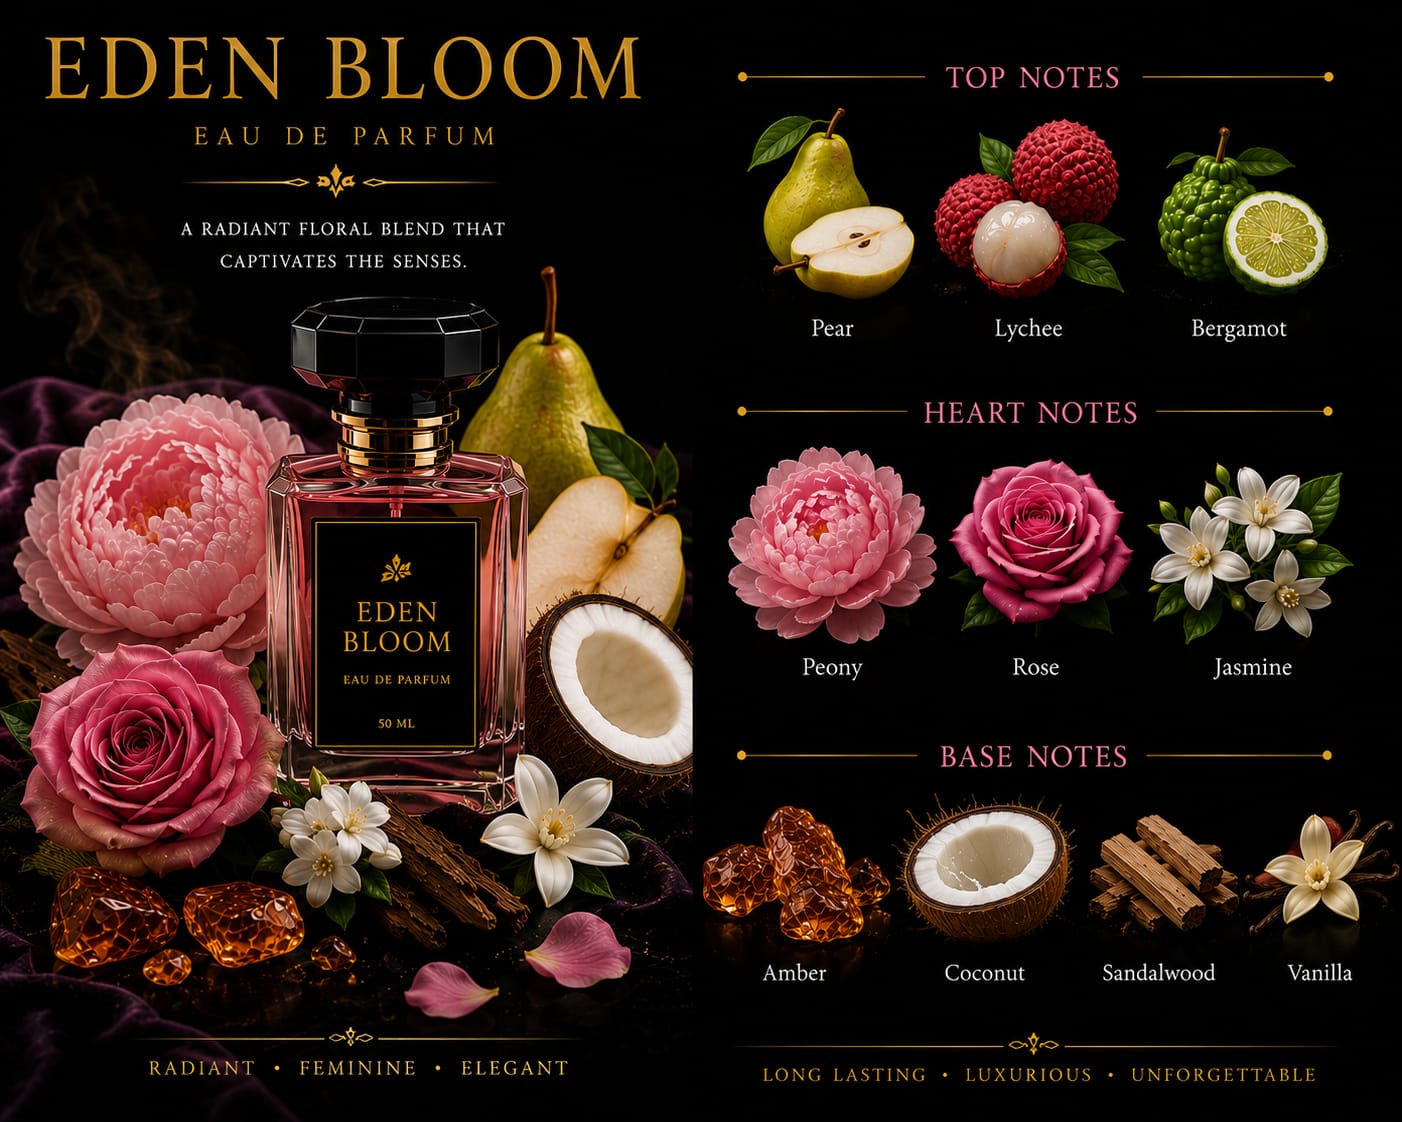 EDEN BLOOM
EAU DE PARFUM
A RADIANT FLORAL BLEND THAT
CAPTIVATES THE SENSES.
EDEN
BLOOM
EAU DE PARFUM
50 ML
RADIANT • FEMININE • ELEGANT
TOP NOTES
Pear
Lychee
Bergamot
HEART NOTES
Peony
Rose
Jasmine
BASE NOTES
Amber
Coconut
Sandalwood
Vanilla
LONG LASTING • LUXURIOUS • UNFORGETTABLE